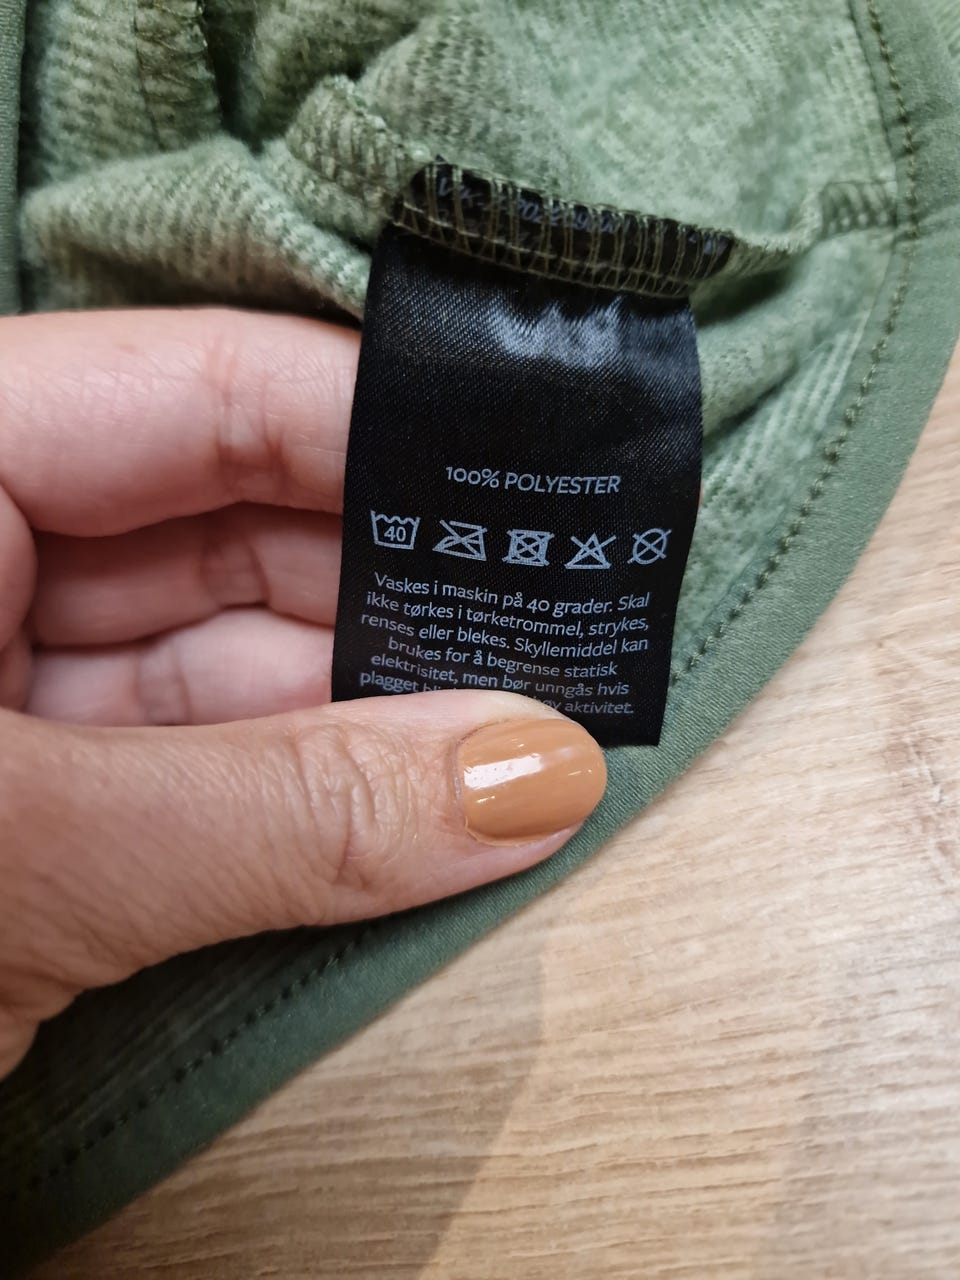 100% POLYESTER
40
Vaskes i maskin på 40 grader. Skal
ikke tørkes i tørketrommel, strykes,
renses eller blekes. Skyllemiddel kan
brukes for å begrense statisk
elektrisitet, men bør unngås hvis
plagget aktivitet.